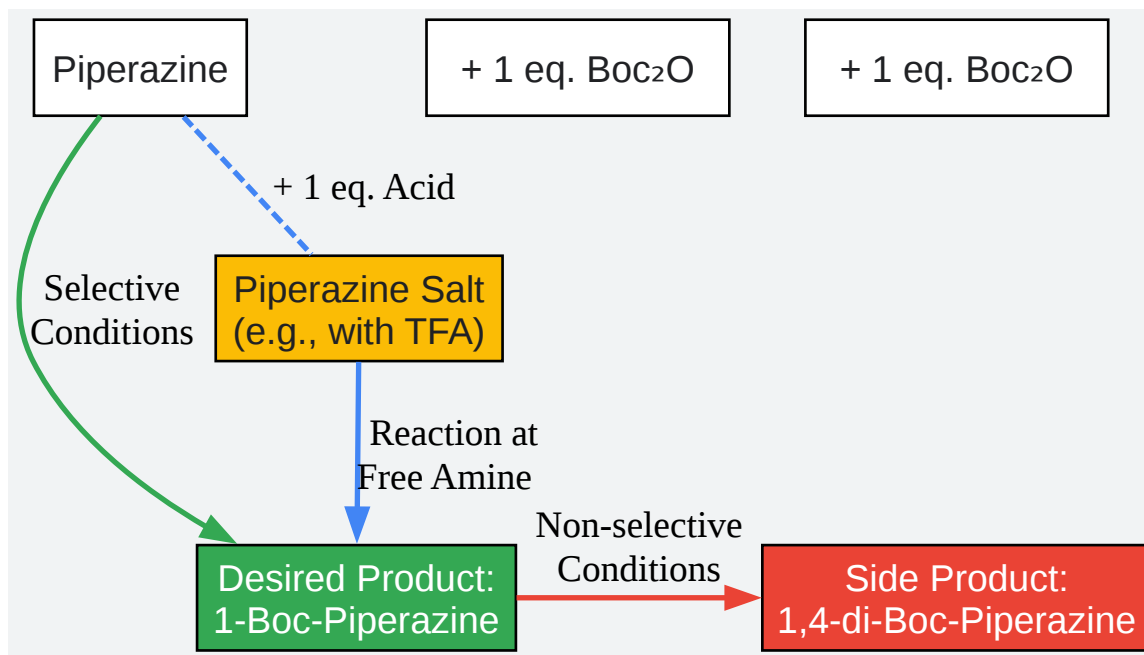 Piperazine
+ 1 eq. Boc₂O
+ 1 eq. Boc₂O
+ 1 eq. Acid
Selective
Conditions
Piperazine Salt
(e.g., with TFA)
Reaction at
Free Amine
Non-selective
Conditions
Desired Product:
1-Boc-Piperazine
Side Product:
1,4-di-Boc-Piperazine